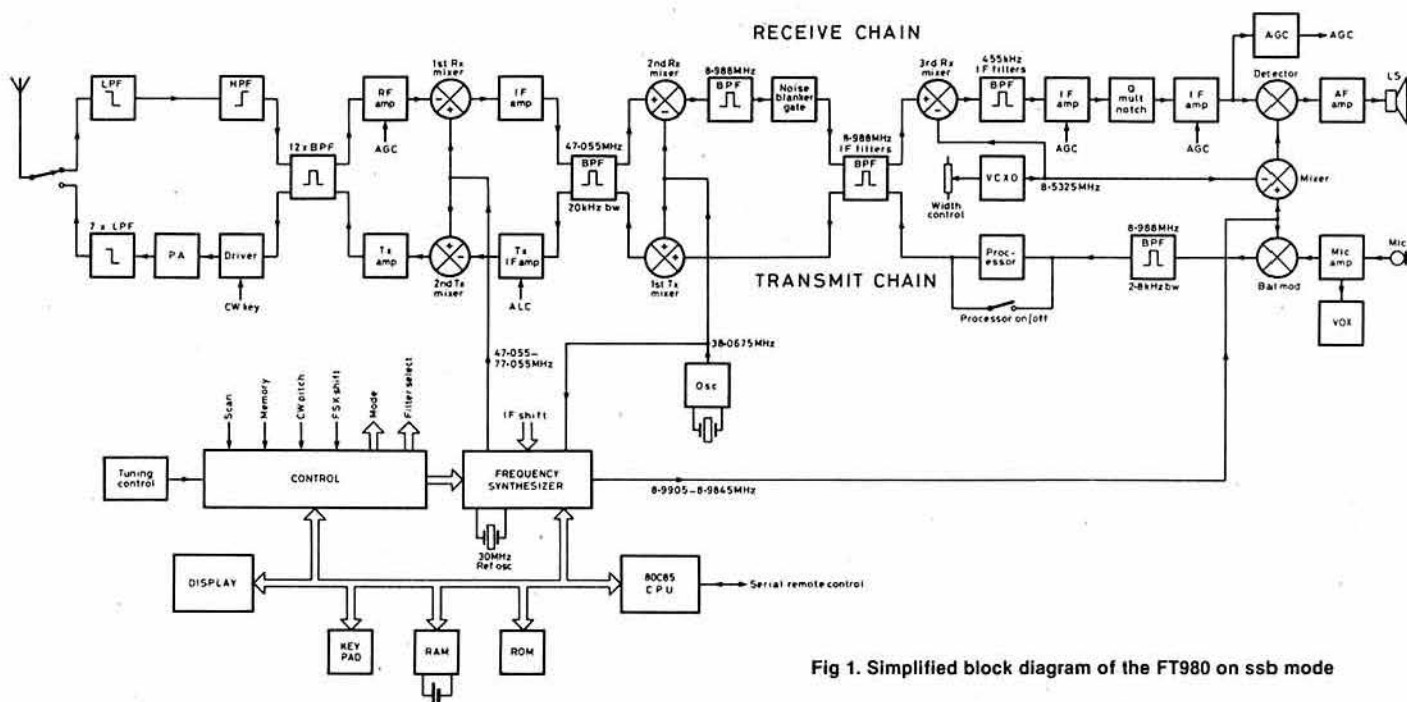 RECEIVE CHAIN
AGC
AGC
LPF
HPF
12 x BPF
RF
amp
AGC
1st Rx
mixer
IF
amp
47·055MHz
BPF
20kHz bw
2nd Rx
mixer
8·988MHz
BPF
Noise
blanker
gate
8·988MHz
IF filters
BPF
3rd Rx
mixer
455kHz
IF filters
BPF
IF
amp
AGC
Q
mult
notch
IF
amp
AGC
Detector
AF
amp
LS
Width
control
VCXO
8·5325MHz
Mixer
7 x LPF
PA
Driver
CW key
Tx
amp
2nd Tx
mixer
Tx
IF amp
ALC
1st Tx
mixer
TRANSMIT CHAIN
Proc-
essor
Processor on/off
8·988MHz
BPF
2·8kHz bw
Bal mod
Mic
amp
Mic
VOX
47·055–
77·055MHz
38·0675MHz
Osc
Scan
Memory
CW pitch
FSK shift
Mode
Filter select
IF shift
Tuning
control
CONTROL
FREQUENCY
SYNTHESIZER
8·9905–8·9845MHz
30MHz
Ref osc
DISPLAY
80C85
CPU
Serial remote control
KEY
PAD
RAM
ROM
Fig 1. Simplified block diagram of the FT980 on ssb mode